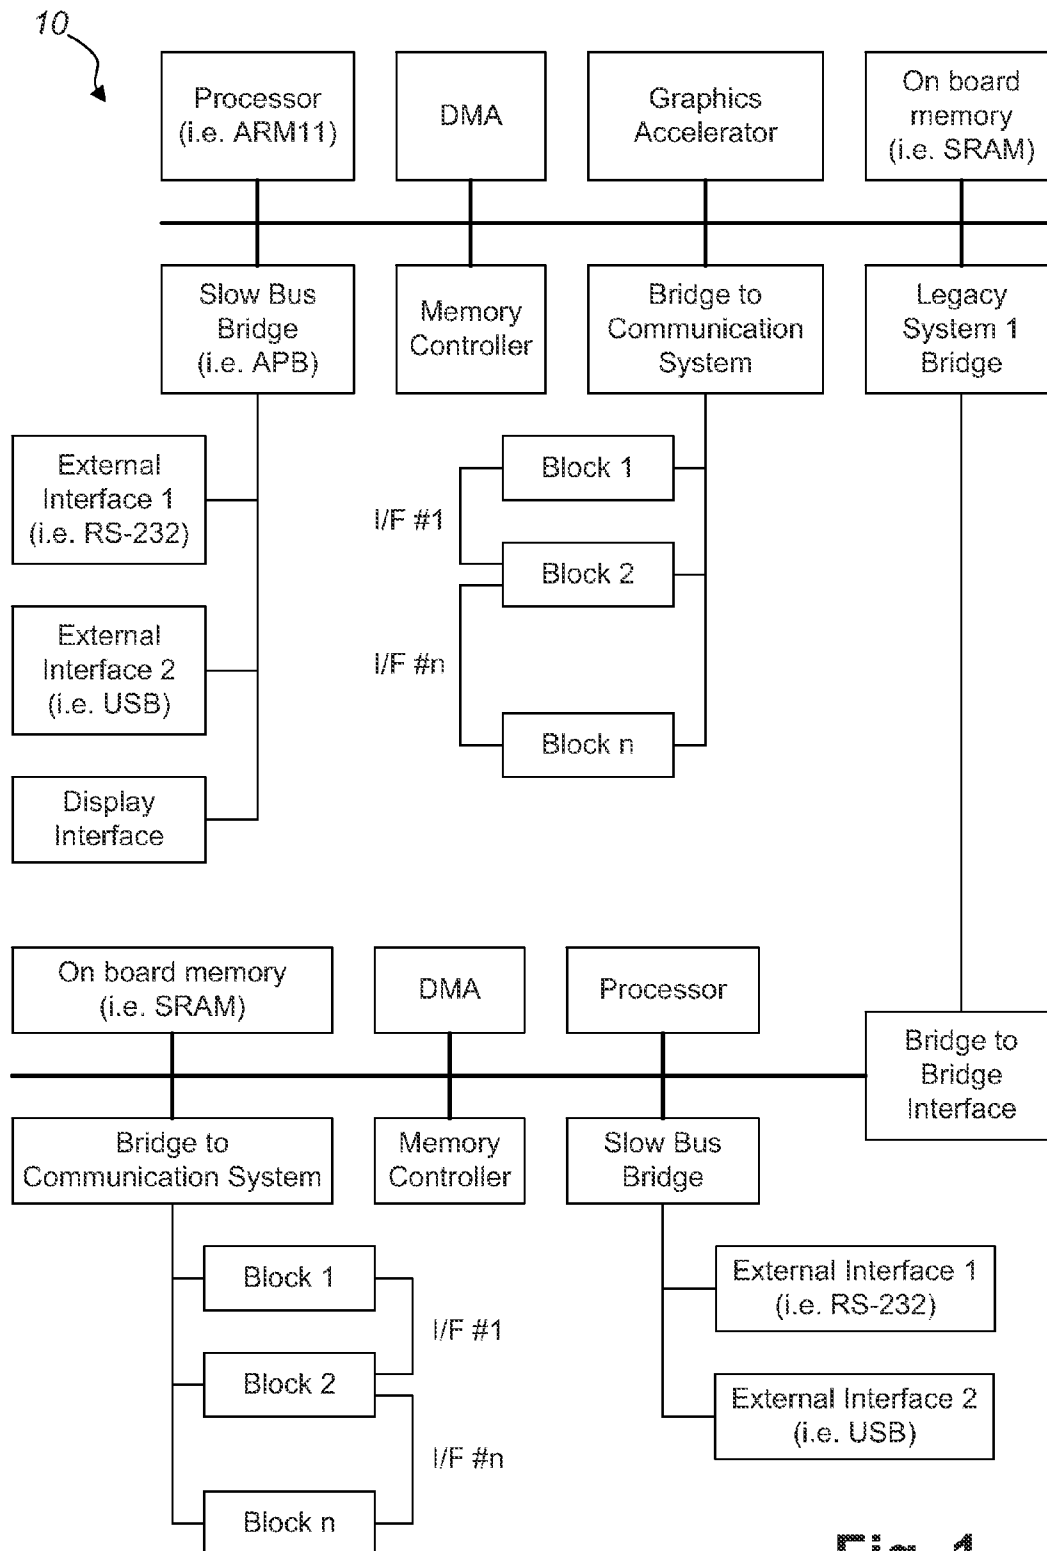 10
Processor
(i.e. ARM11)
DMA
Graphics
Accelerator
On board
memory
(i.e. SRAM)
Slow Bus
Bridge
(i.e. APB)
Memory
Controller
Bridge to
Communication
System
Legacy
System 1
Bridge
External
Interface 1
(i.e. RS-232)
Block 1
I/F #1
Block 2
External
Interface 2
(i.e. USB)
I/F #n
Block n
Display
Interface
On board memory
(i.e. SRAM)
DMA
Processor
Bridge to
Bridge
Interface
Bridge to
Communication System
Memory
Controller
Slow Bus
Bridge
Block 1
External Interface 1
(i.e. RS-232)
I/F #1
Block 2
External Interface 2
(i.e. USB)
I/F #n
Block n
Fig. 1